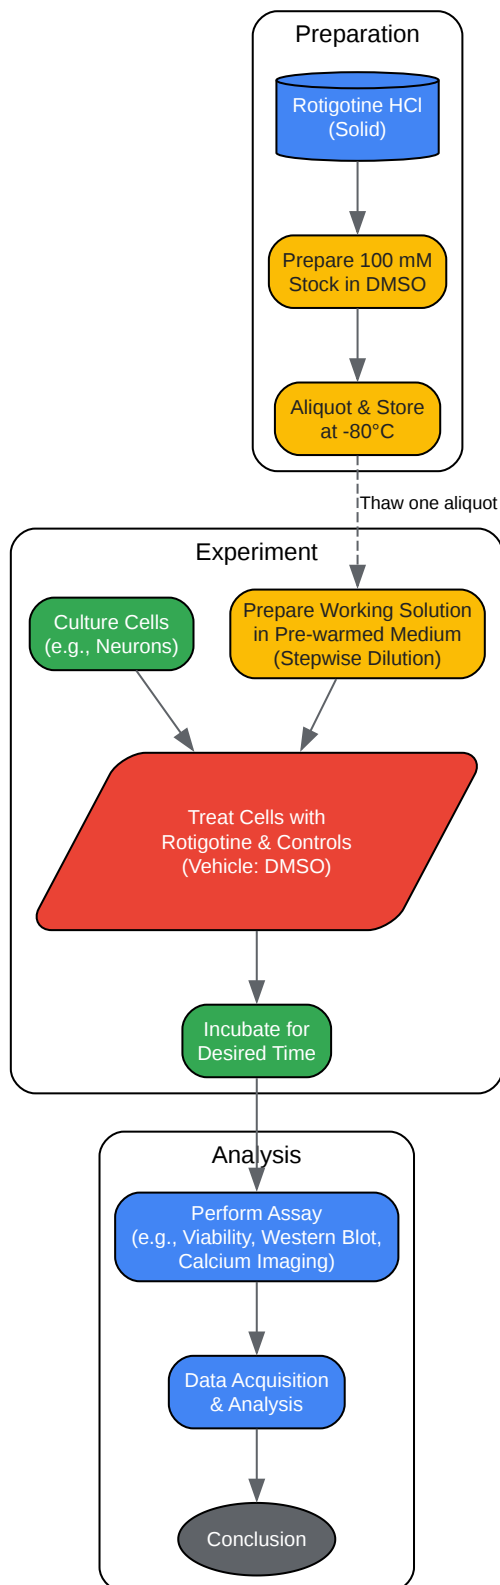 Preparation
Rotigotine HCl
(Solid)
Prepare 100 mM
Stock in DMSO
Aliquot & Store
at -80°C
Thaw one aliquot
Experiment
Culture Cells
(e.g., Neurons)
Prepare Working Solution
in Pre-warmed Medium
(Stepwise Dilution)
Treat Cells with
Rotigotine & Controls
(Vehicle: DMSO)
Incubate for
Desired Time
Analysis
Perform Assay
(e.g., Viability, Western Blot,
Calcium Imaging)
Data Acquisition
& Analysis
Conclusion